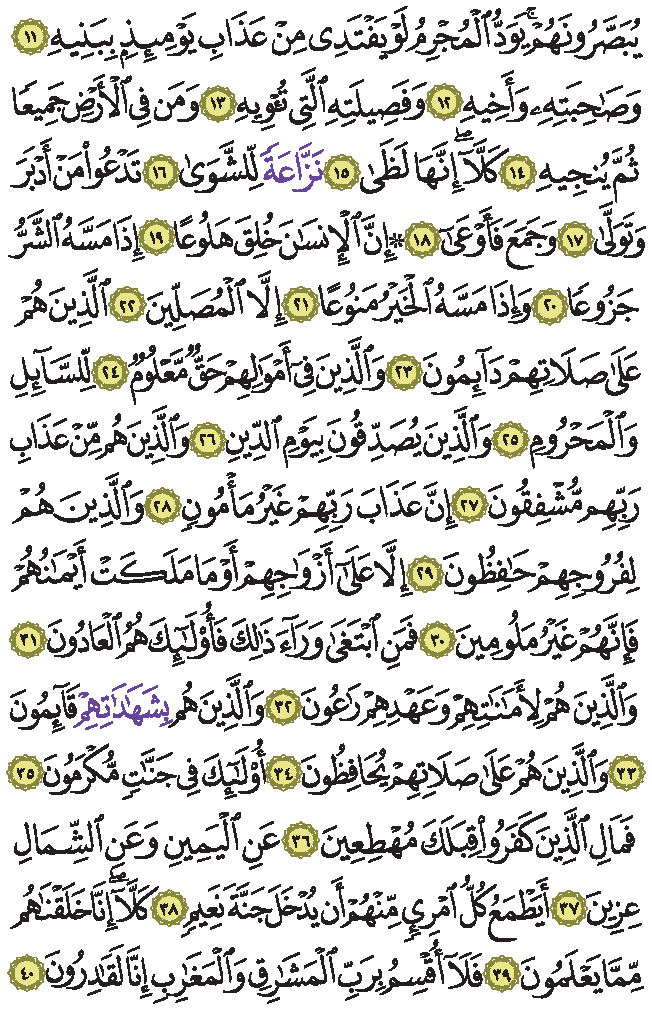 يُبَصَّرُونَهُمْۚ يَوَدُّ ٱلْمُجْرِمُ لَوْ يَفْتَدِى مِنْ عَذَابِ يَوْمِئِذٍۭ بِبَنِيهِ ١١
وَصَٰحِبَتِهِۦ وَأَخِيهِ ١٢ وَفَصِيلَتِهِ ٱلَّتِى تُـْٔوِيهِ ١٣ وَمَن فِى ٱلْأَرْضِ جَمِيعًا
ثُمَّ يُنجِيهِ ١٤ كَلَّآۖ إِنَّهَا لَظَىٰ ١٥ نَزَّاعَةً لِّلشَّوَىٰ ١٦ تَدْعُوا۟ مَنْ أَدْبَرَ
وَتَوَلَّىٰ ١٧ وَجَمَعَ فَأَوْعَىٰٓ ١٨ ۞ إِنَّ ٱلْإِنسَٰنَ خُلِقَ هَلُوعًا ١٩ إِذَا مَسَّهُ ٱلشَّرُّ
جَزُوعًا ٢٠ وَإِذَا مَسَّهُ ٱلْخَيْرُ مَنُوعًا ٢١ إِلَّا ٱلْمُصَلِّينَ ٢٢ ٱلَّذِينَ هُمْ
عَلَىٰ صَلَاتِهِمْ دَآئِمُونَ ٢٣ وَٱلَّذِينَ فِىٓ أَمْوَٰلِهِمْ حَقٌّ مَّعْلُومٌ ٢٤ لِّلسَّآئِلِ
وَٱلْمَحْرُومِ ٢٥ وَٱلَّذِينَ يُصَدِّقُونَ بِيَوْمِ ٱلدِّينِ ٢٦ وَٱلَّذِينَ هُم مِّنْ عَذَابِ
رَبِّهِم مُّشْفِقُونَ ٢٧ إِنَّ عَذَابَ رَبِّهِمْ غَيْرُ مَأْمُونٍ ٢٨ وَٱلَّذِينَ هُمْ
لِفُرُوجِهِمْ حَٰفِظُونَ ٢٩ إِلَّا عَلَىٰٓ أَزْوَٰجِهِمْ أَوْ مَا مَلَكَتْ أَيْمَٰنُهُمْ
فَإِنَّهُمْ غَيْرُ مَلُومِينَ ٣٠ فَمَنِ ٱبْتَغَىٰ وَرَآءَ ذَٰلِكَ فَأُو۟لَٰٓئِكَ هُمُ ٱلْعَادُونَ ٣١
وَٱلَّذِينَ هُمْ لِأَمَٰنَٰتِهِمْ وَعَهْدِهِمْ رَٰعُونَ ٣٢ وَٱلَّذِينَ هُم بِشَهَٰدَٰتِهِمْ قَآئِمُونَ
٣٣ وَٱلَّذِينَ هُمْ عَلَىٰ صَلَاتِهِمْ يُحَافِظُونَ ٣٤ أُو۟لَٰٓئِكَ فِى جَنَّٰتٍ مُّكْرَمُونَ ٣٥
فَمَالِ ٱلَّذِينَ كَفَرُوا۟ قِبَلَكَ مُهْطِعِينَ ٣٦ عَنِ ٱلْيَمِينِ وَعَنِ ٱلشِّمَالِ
عِزِينَ ٣٧ أَيَطْمَعُ كُلُّ ٱمْرِئٍ مِّنْهُمْ أَن يُدْخَلَ جَنَّةَ نَعِيمٍ ٣٨ كَلَّآۖ إِنَّا خَلَقْنَٰهُم
مِّمَّا يَعْلَمُونَ ٣٩ فَلَآ أُقْسِمُ بِرَبِّ ٱلْمَشَٰرِقِ وَٱلْمَغَٰرِبِ إِنَّا لَقَٰدِرُونَ ٤٠